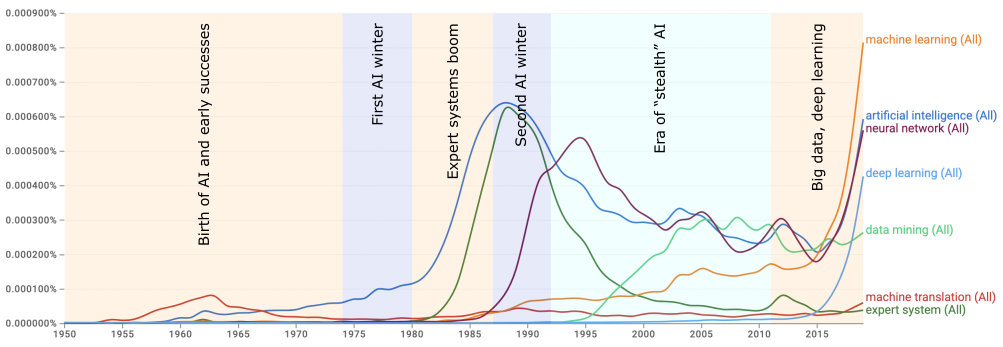 0.000900%
0.000800%
0.000700%
0.000600%
0.000500%
0.000400%
0.000300%
0.000200%
0.000100%
0.000000%
1950 1955 1960 1965 1970 1975 1980 1985 1990 1995 2000 2005 2010 2015
Birth of AI and early successes
First AI winter
Expert systems boom
Second AI winter
Era of “stealth” AI
Big data, deep learning
machine learning (All)
artificial intelligence (All)
neural network (All)
deep learning (All)
data mining (All)
machine translation (All)
expert system (All)